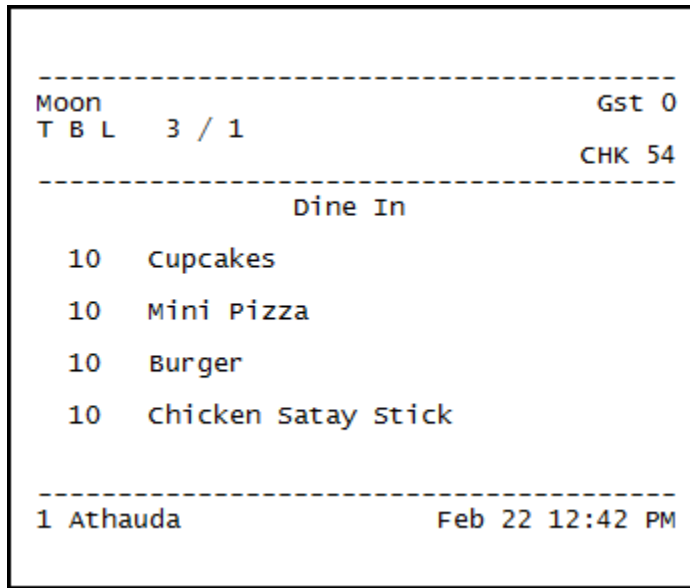 ----------------------------------------
Moon Gst 0
T B L 3 / 1
CHK 54
----------------------------------------
Dine In
10 Cupcakes
10 Mini Pizza
10 Burger
10 Chicken Satay Stick
----------------------------------------
1 Athauda Feb 22 12:42 PM